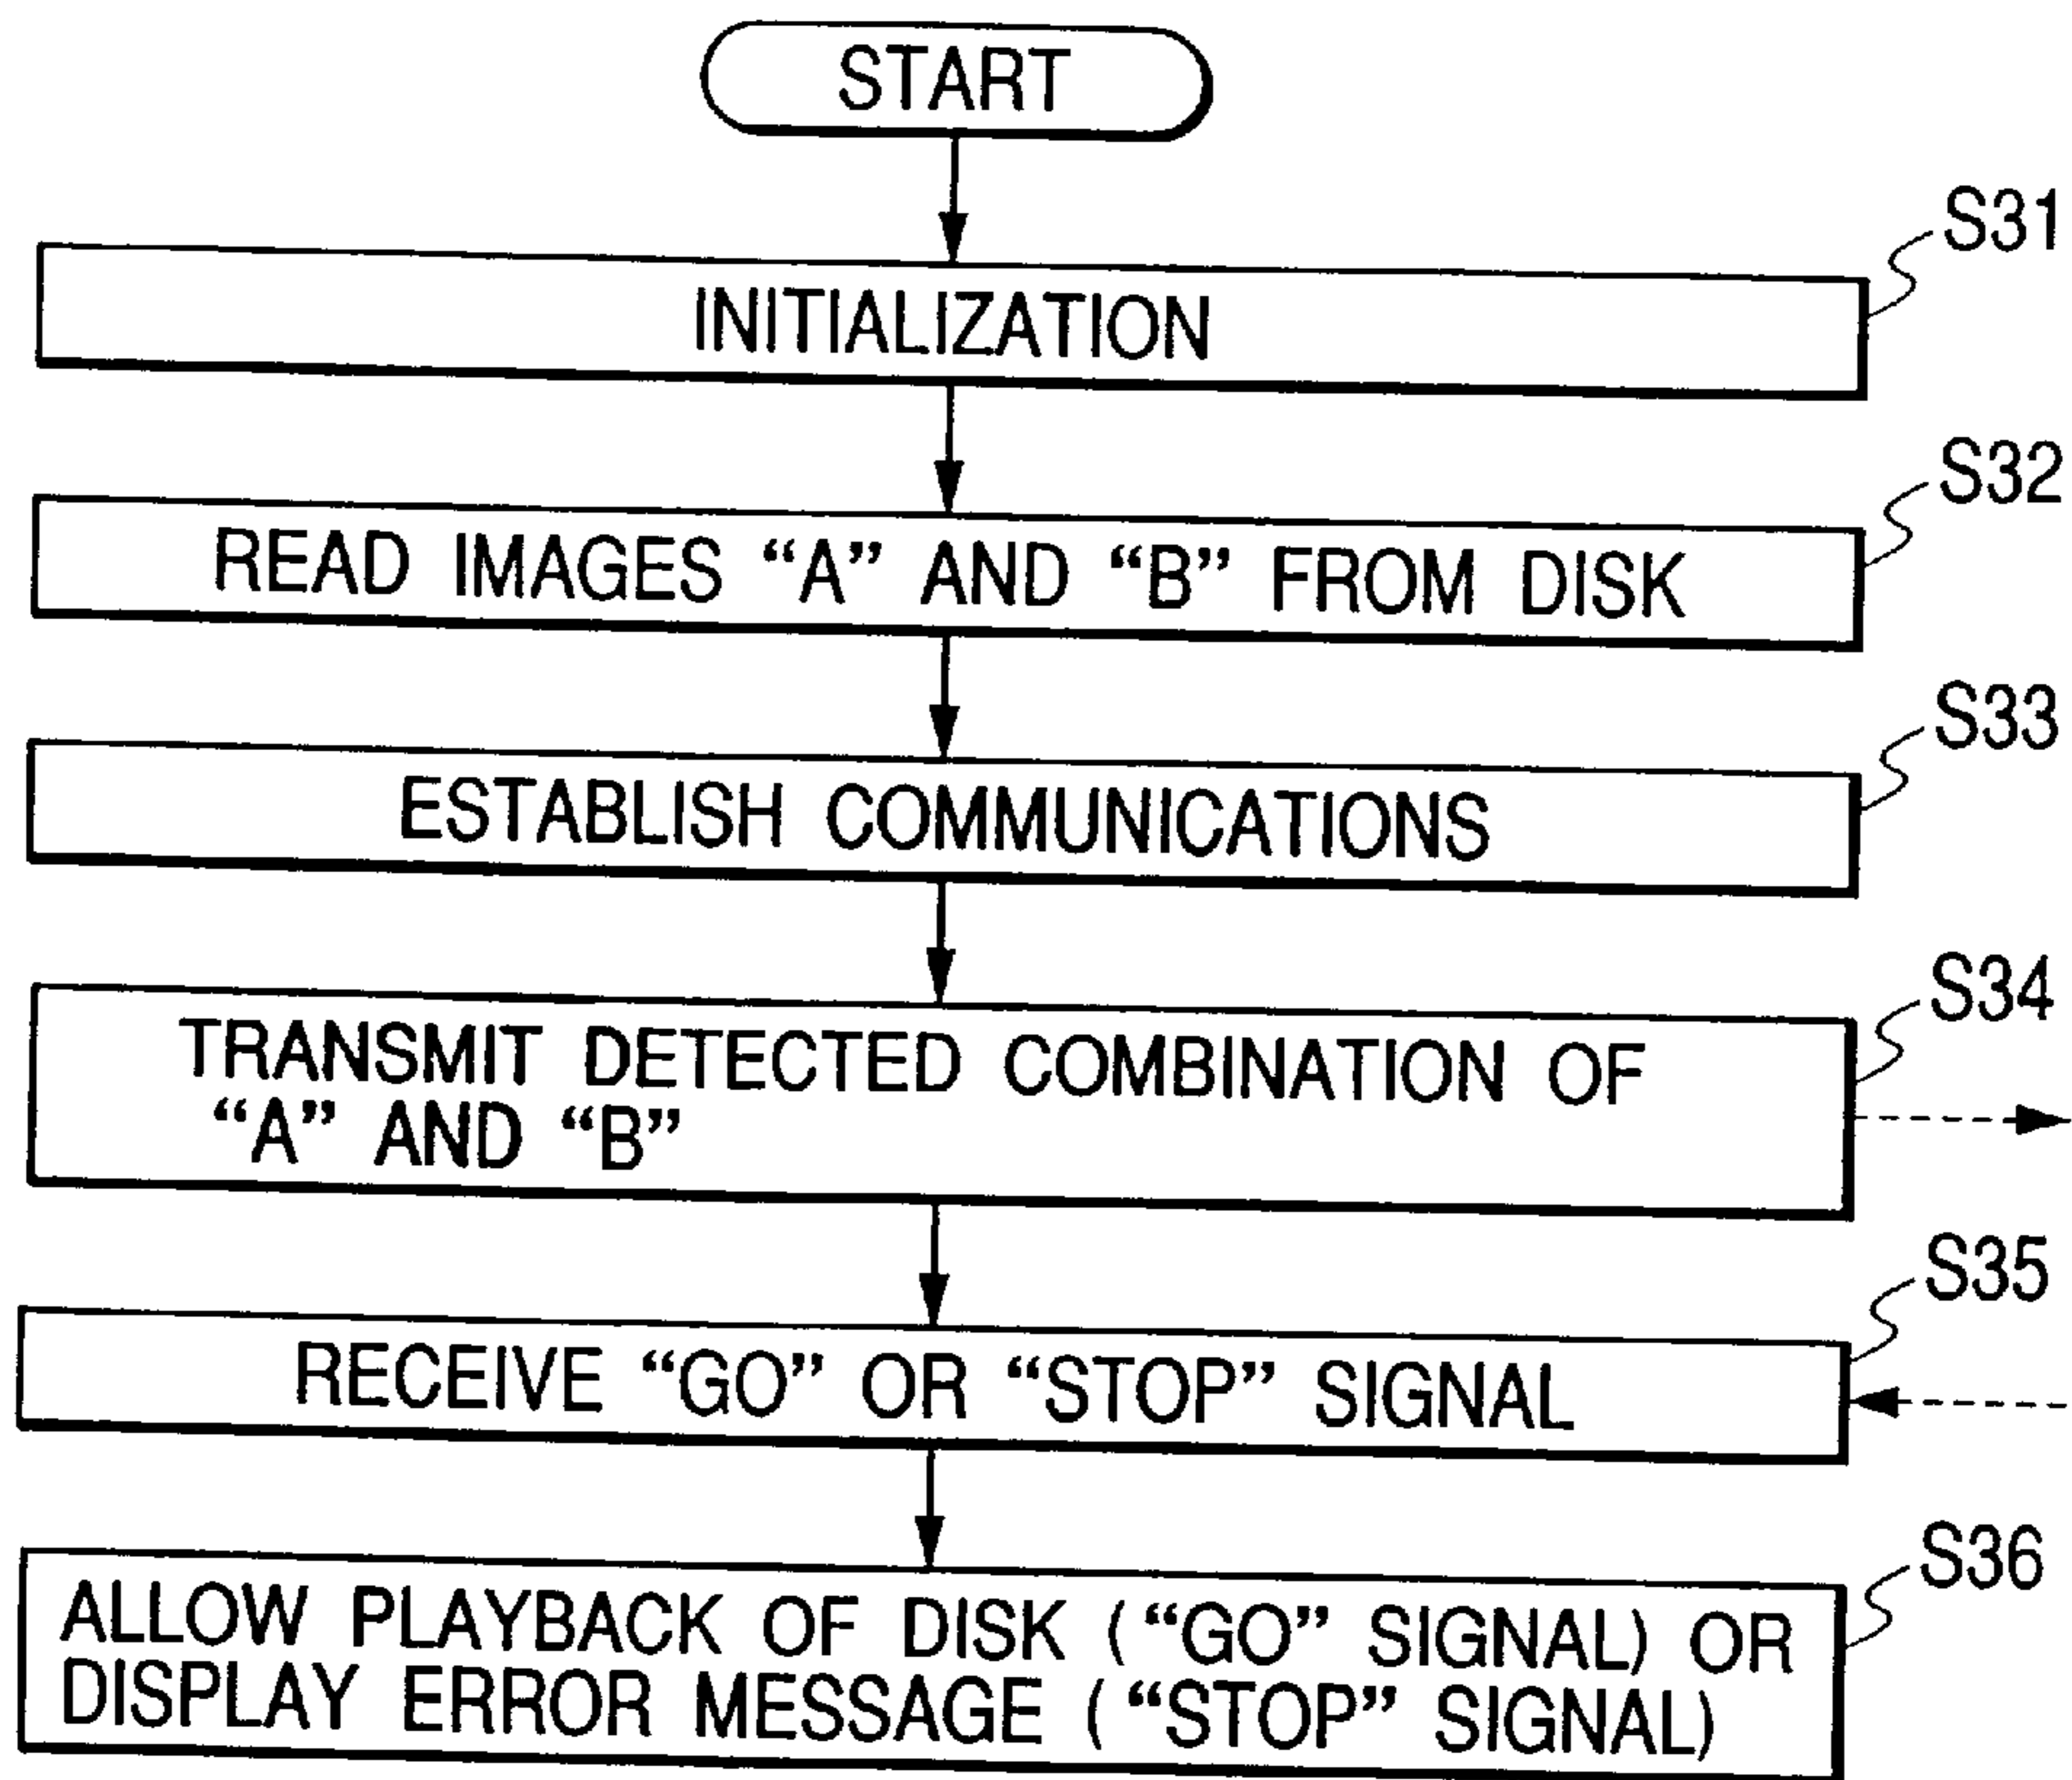 START
S31
INITIALIZATION
S32
READ IMAGES “A” AND “B” FROM DISK
S33
ESTABLISH COMMUNICATIONS
S34
TRANSMIT DETECTED COMBINATION OF
“A” AND “B”
S35
RECEIVE “GO” OR “STOP” SIGNAL
S36
ALLOW PLAYBACK OF DISK (“GO” SIGNAL) OR
DISPLAY ERROR MESSAGE (“STOP” SIGNAL)